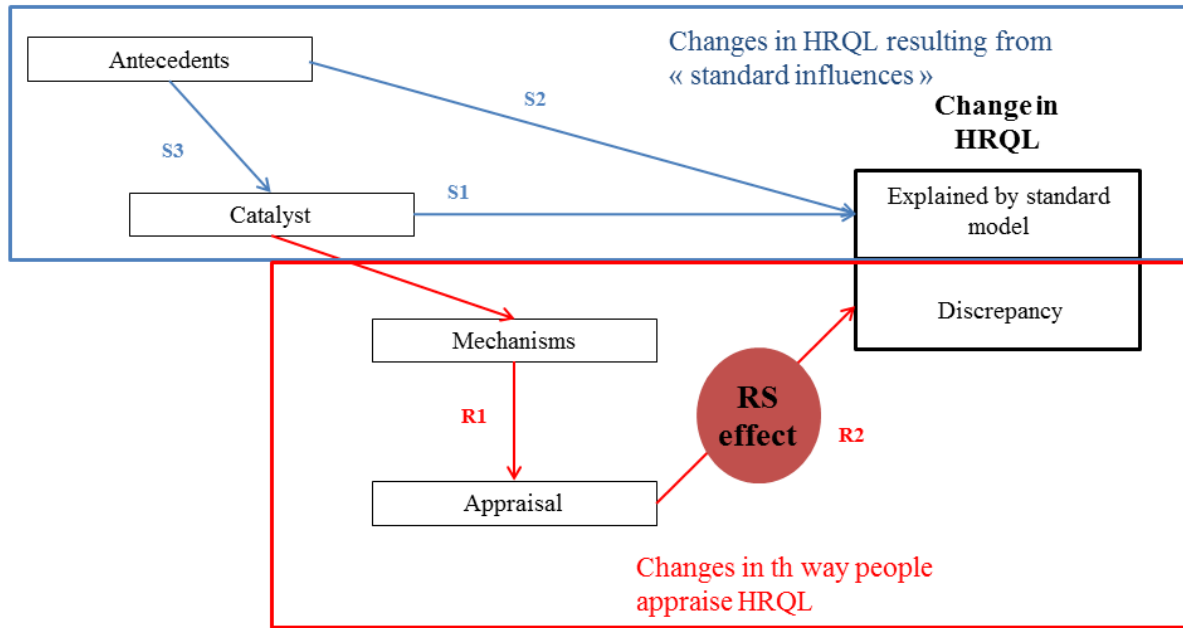 Antecedents
Changes in HRQL resulting from
« standard influences »
S2
Change in
HRQL
S3
S1
Catalyst
Explained by standard
model
Discrepancy
Mechanisms
RS
effect
R1
R2
Appraisal
Changes in th way people
appraise HRQL